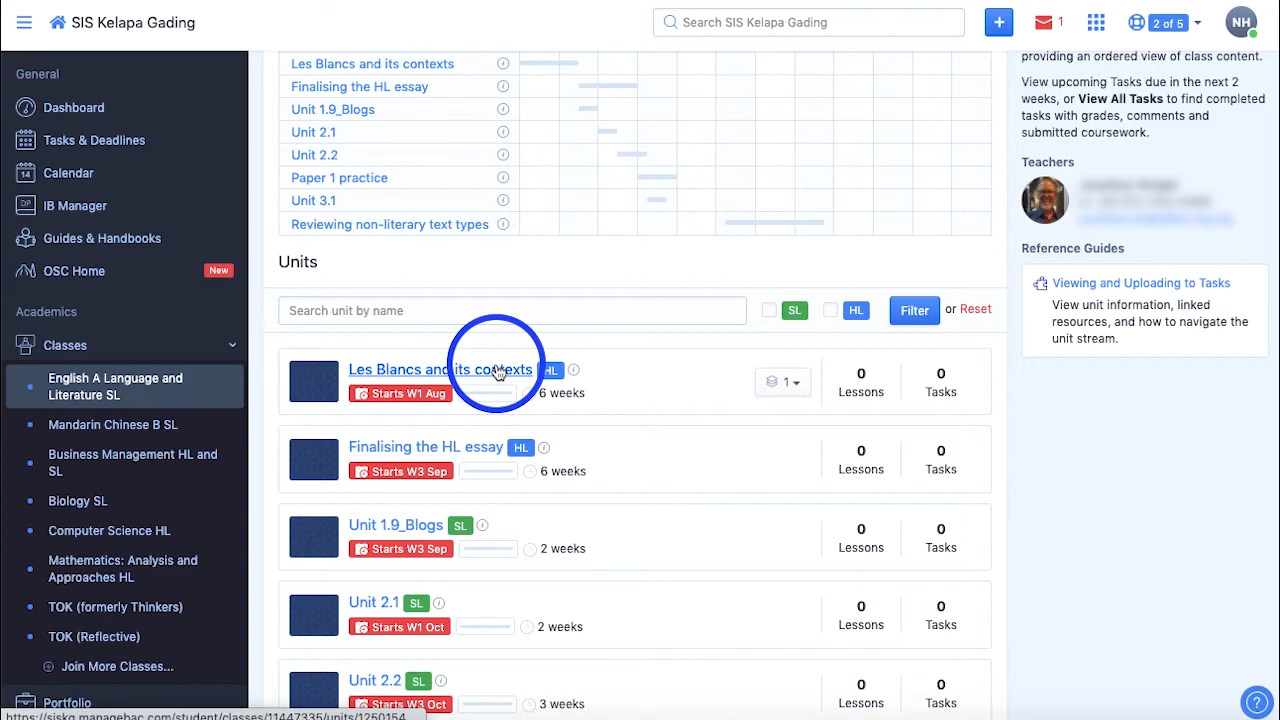 SIS Kelapa Gading
Search SIS Kelapa Gading
+
1
2 of 5
NH
General
Dashboard
Tasks & Deadlines
14
Calendar
DP
IB Manager
Guides & Handbooks
OSC Home
New
Academics
Classes
English A Language and
Literature SL
Mandarin Chinese B SL
Business Management HL and
SL
Biology SL
Computer Science HL
Mathematics: Analysis and
Approaches HL
TOK (formerly Thinkers)
TOK (Reflective)
Join More Classes...
Portfolio
Les Blancs and its contexts
Finalising the HL essay
Unit 1.9_Blogs
Unit 2.1
Unit 2.2
Paper 1 practice
Unit 3.1
Reviewing non-literary text types
Units
Search unit by name
SL
HL
Filter
or Reset
Les Blancs and its contexts HL
Starts W1 Aug
6 weeks
1
0
Lessons
0
Tasks
Finalising the HL essay HL
Starts W3 Sep
6 weeks
0
Lessons
0
Tasks
Unit 1.9_Blogs SL
Starts W3 Sep
2 weeks
0
Lessons
0
Tasks
Unit 2.1 SL
Starts W1 Oct
2 weeks
0
Lessons
0
Tasks
Unit 2.2 SL
Starts W3 Oct
3 weeks
0
Lessons
0
Tasks
providing an ordered view of class content.
View upcoming Tasks due in the next 2
weeks, or View All Tasks to find completed
tasks with grades, comments and
submitted coursework.
Teachers
Reference Guides
Viewing and Uploading to Tasks
View unit information, linked
resources, and how to navigate the
unit stream.
?
https://siskg.managebac.com/student/classes/11447335/units/1250154